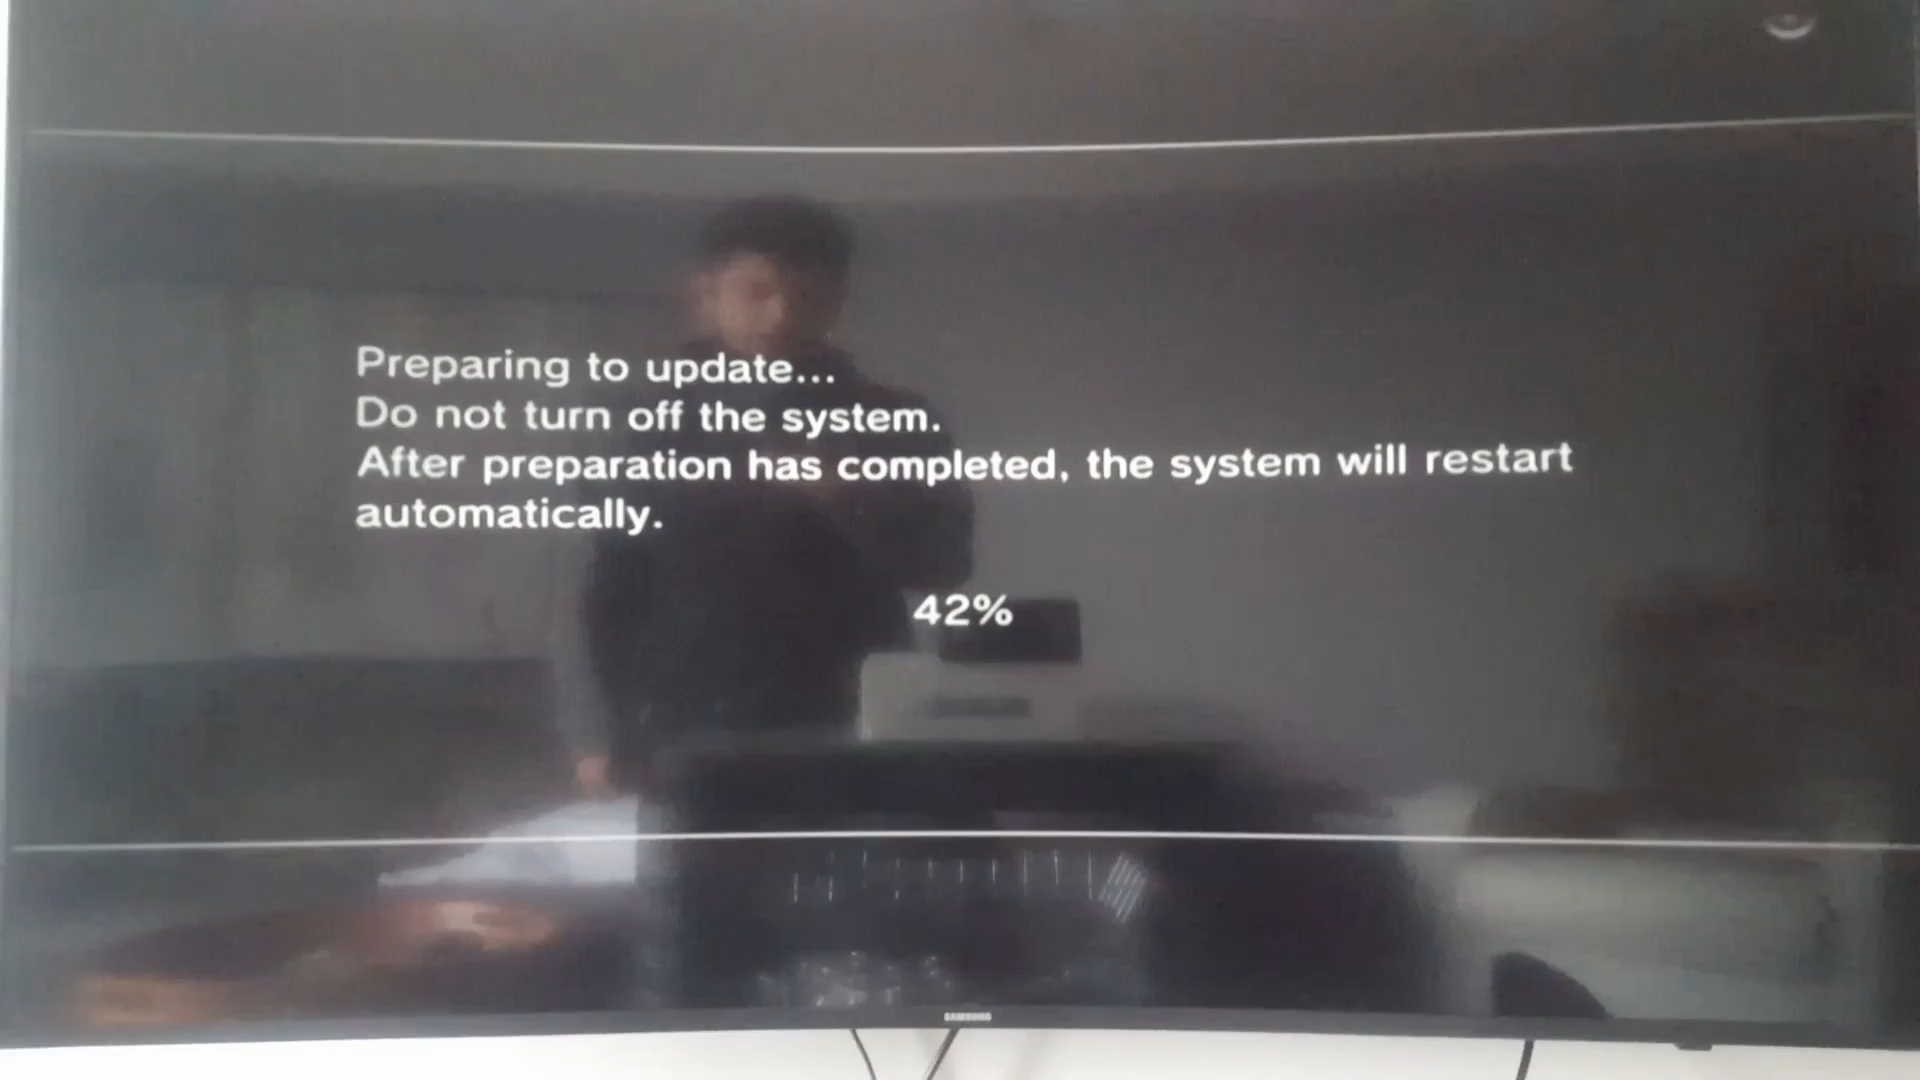 Preparing to update...
Do not turn off the system.
After preparation has completed, the system will restart
automatically.
42%
SAMSUNG